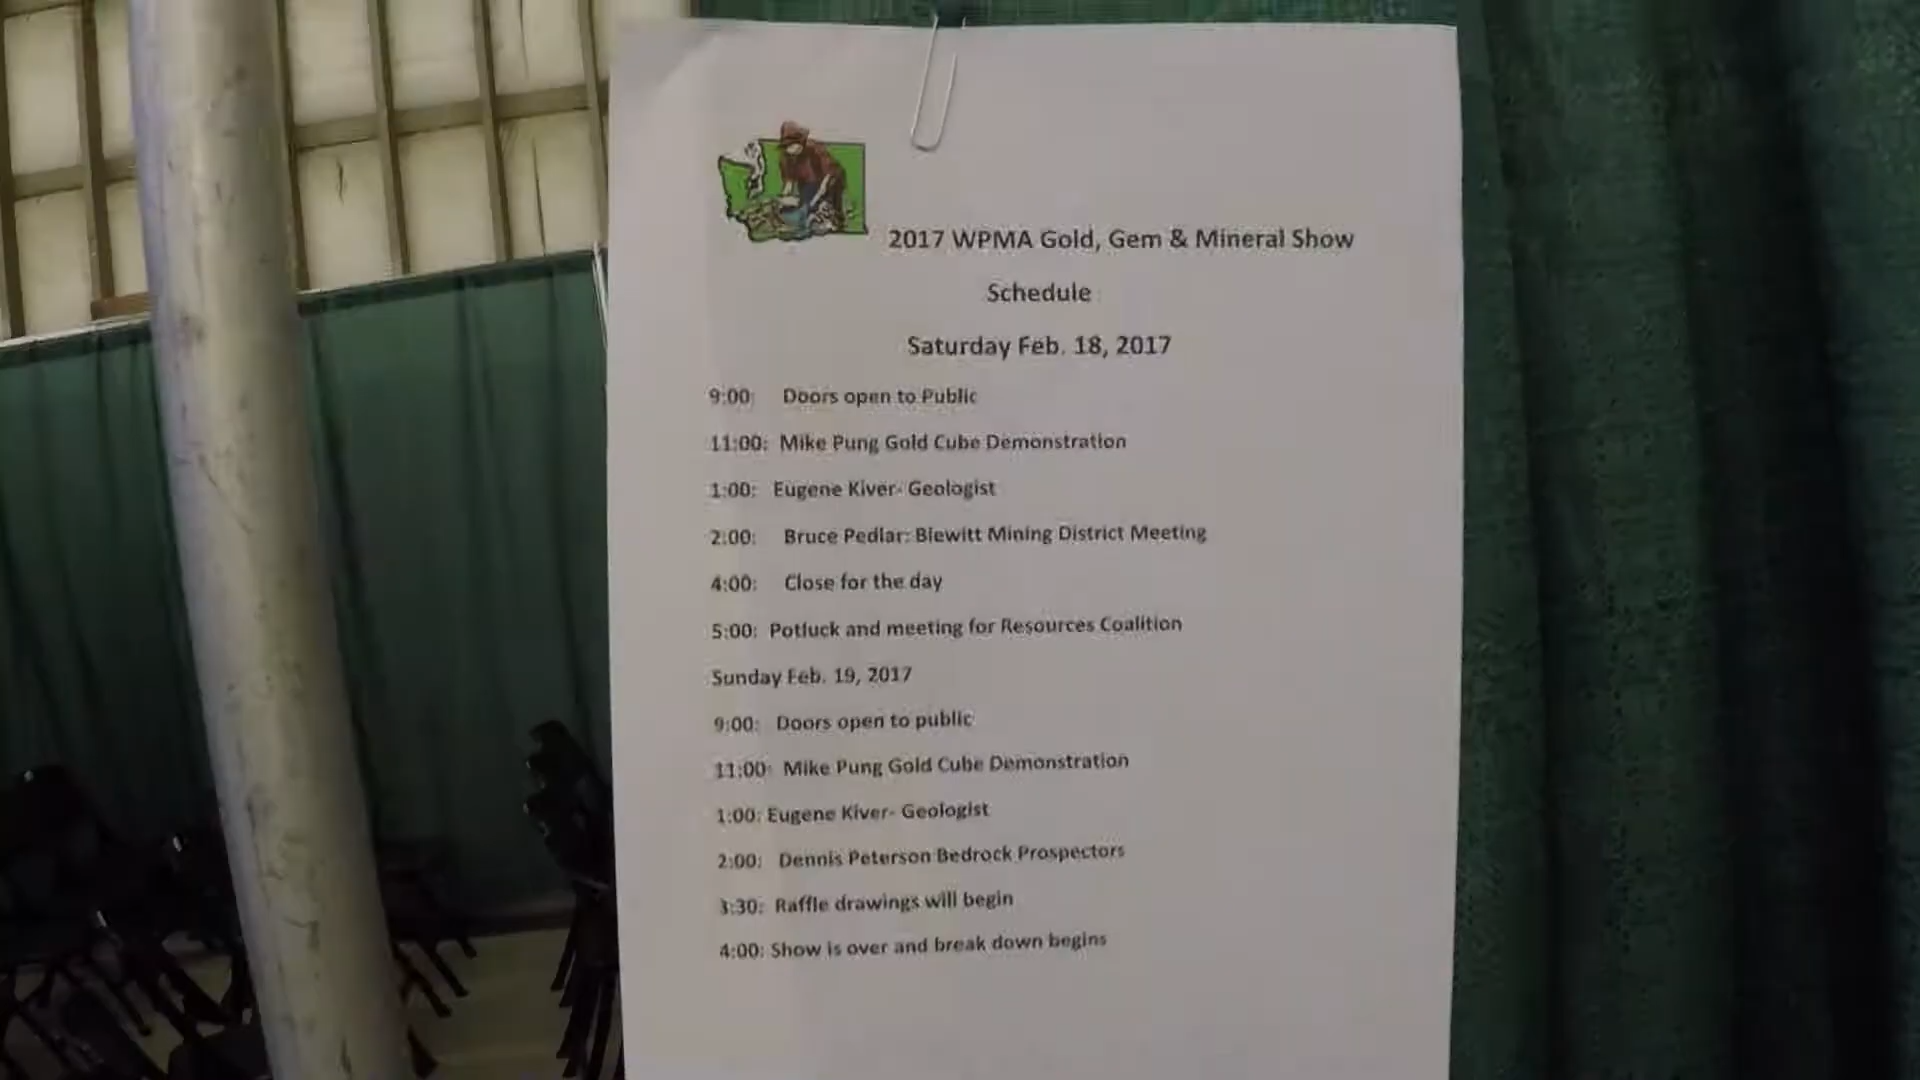 2017 WPMA Gold, Gem & Mineral Show
Schedule
Saturday Feb. 18, 2017
9:00: Doors open to Public
11:00: Mike Pung Gold Cube Demonstration
1:00: Eugene Kiver- Geologist
2:00: Bruce Pedlar: Blewitt Mining District Meeting
4:00: Close for the day
5:00: Potluck and meeting for Resources Coalition
Sunday Feb. 19, 2017
9:00: Doors open to public
11:00: Mike Pung Gold Cube Demonstration
1:00: Eugene Kiver- Geologist
2:00: Dennis Peterson Bedrock Prospectors
3:30: Raffle drawings will begin
4:00: Show is over and break down begins